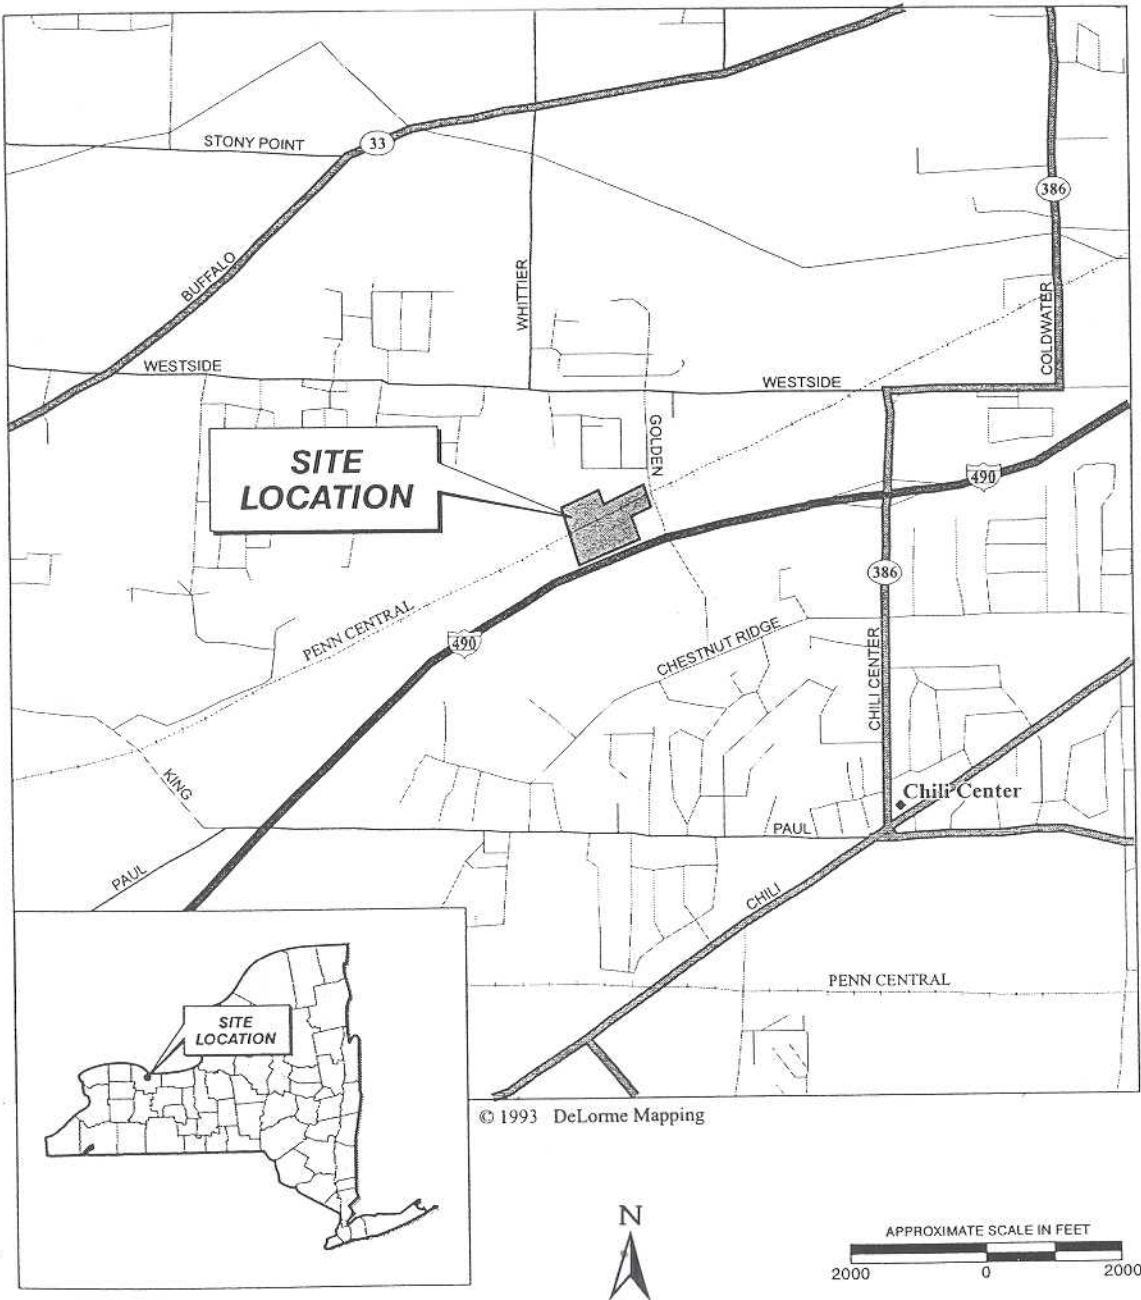 STONY POINT
33
386
BUFFALO
WHITTIER
COLDWATER
WESTSIDE
WESTSIDE
GOLDEN
SITE
LOCATION
490
386
PENN CENTRAL
490
CHESTNUT RIDGE
CHILI CENTER
KING
Chili Center
PAUL
PAUL
CHILI
PENN CENTRAL
SITE
LOCATION
© 1993 DeLorme Mapping
N
APPROXIMATE SCALE IN FEET
2000 0 2000